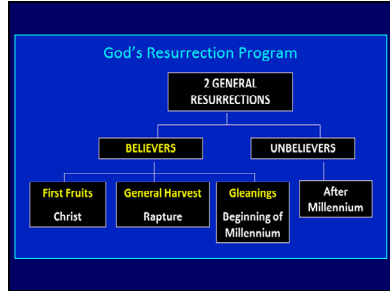 God's Resurrection Program
2 GENERAL
RESURRECTIONS
BELIEVERS
UNBELIEVERS
First Fruits
Christ
General Harvest
Rapture
Gleanings
Beginning of
Millennium
After
Millennium